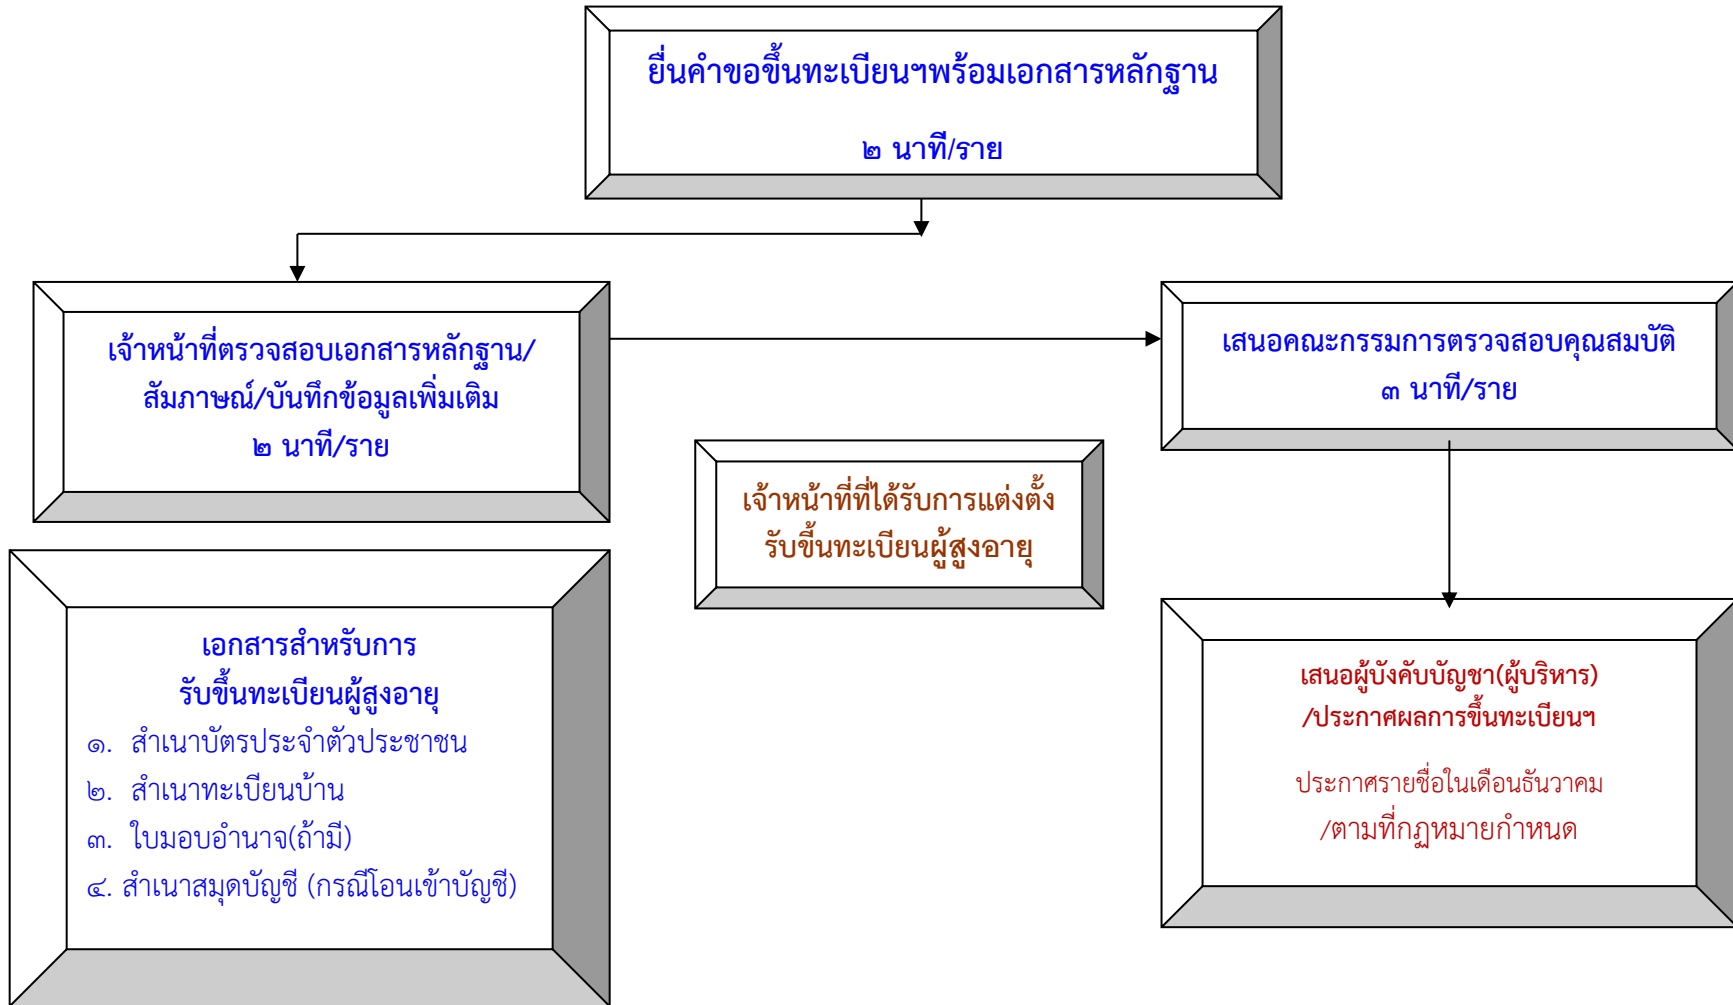 ยื่นคำขอขึ้นทะเบียนฯพร้อมเอกสารหลักฐาน
๒ นาที/ราย
เจ้าหน้าที่ตรวจสอบเอกสารหลักฐาน/
สัมภาษณ์/บันทึกข้อมูลเพิ่มเติม
๒ นาที/ราย
เสนอคณะกรรมการตรวจสอบคุณสมบัติ
๓ นาที/ราย
เจ้าหน้าที่ที่ได้รับการแต่งตั้ง
รับขึ้นทะเบียนผู้สูงอายุ
เอกสารสำหรับการ
รับขึ้นทะเบียนผู้สูงอายุ
๑. สำเนาบัตรประจำตัวประชาชน
๒. สำเนาทะเบียนบ้าน
๓. ใบมอบอำนาจ(ถ้ามี)
๔. สำเนาสมุดบัญชี (กรณีโอนเข้าบัญชี)
เสนอผู้บังคับบัญชา(ผู้บริหาร)
/ประกาศผลการขึ้นทะเบียนฯ
ประกาศรายชื่อในเดือนธันวาคม
/ตามที่กฎหมายกำหนด